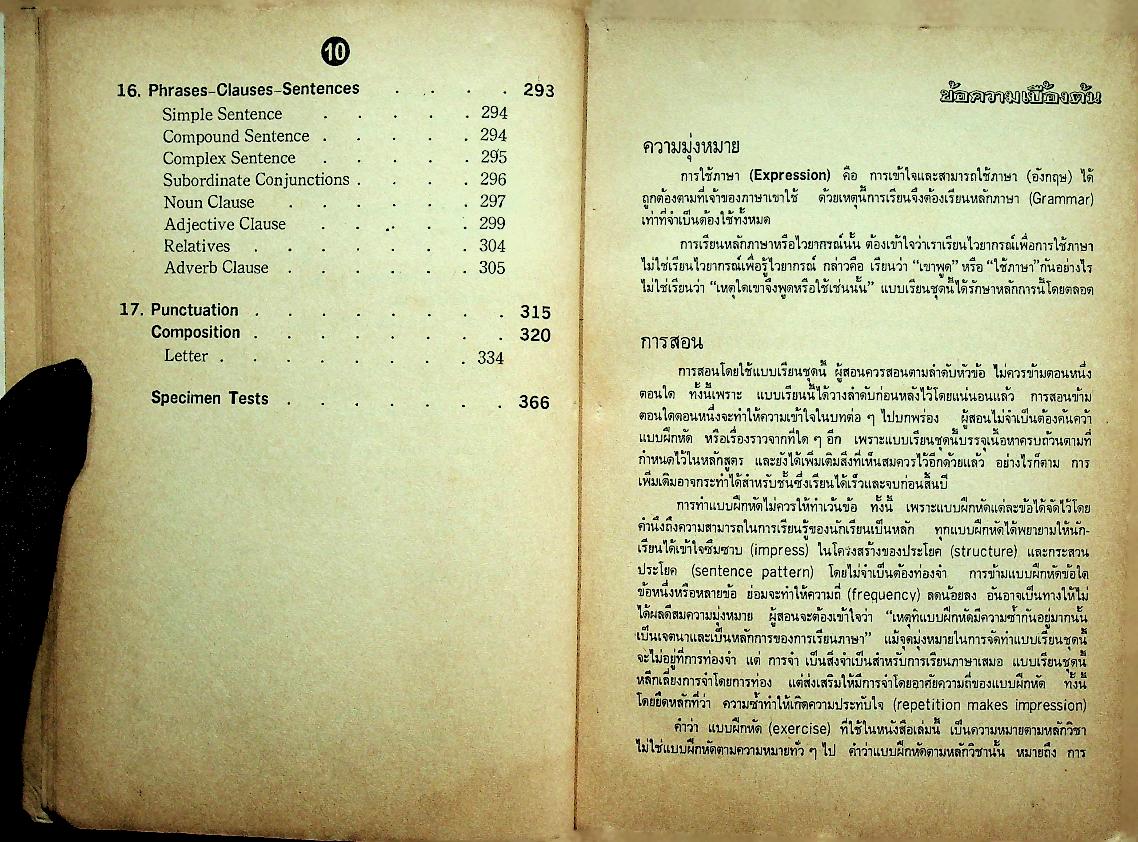 10
16. Phrases–Clauses–Sentences . . . . . 293
Simple Sentence . . . . . 294
Compound Sentence . . . . . 294
Complex Sentence . . . . . 295
Subordinate Conjunctions . . . . 296
Noun Clause . . . . . 297
Adjective Clause . . . . . 299
Relatives . . . . . . 304
Adverb Clause . . . . . 305
17. Punctuation . . . . . . . . 315
Composition . . . . . . . . 320
Letter . . . . . . . . 334
Specimen Tests . . . . . . . 366
ข้อความเบื้องต้น
ความมุ่งหมาย
การใช้ภาษา (Expression) คือ การเข้าใจและสามารถใช้ภาษา (อังกฤษ) ได้
ถูกต้องตามที่เจ้าของภาษาเขาใช้ ด้วยเหตุนี้การเรียนจึงต้องเรียนหลักภาษา (Grammar)
เท่าที่จำเป็นต้องใช้ทั้งหมด
การเรียนหลักภาษาหรือไวยากรณ์นั้น ต้องเข้าใจว่าเราเรียนไวยากรณ์เพื่อการใช้ภาษา
ไม่ใช่เรียนไวยากรณ์เพื่อรู้ไวยากรณ์ กล่าวคือ เรียนว่า “เขาพูด” หรือ “ใช้ภาษา”กันอย่างไร
ไม่ใช่เรียนว่า “เหตุใดเขาจึงพูดหรือใช้เช่นนั้น” แบบเรียนชุดนี้ได้รักษาหลักการนี้โดยตลอด
การสอน
การสอนโดยใช้แบบเรียนชุดนี้ ผู้สอนควรสอนตามลำดับหัวข้อ ไม่ควรข้ามตอนหนึ่ง
ตอนใด ทั้งนี้เพราะ แบบเรียนนี้ได้วางลำดับก่อนหลังไว้โดยแน่นอนแล้ว การสอนข้าม
ตอนใดตอนหนึ่งจะทำให้ความเข้าใจในบทต่อ ๆ ไปบกพร่อง ผู้สอนไม่จำเป็นต้องค้นคว้า
แบบฝึกหัด หรือเรื่องราวจากที่ใด ๆ อีก เพราะแบบเรียนชุดนี้บรรจุเนื้อหาครบถ้วนตามที่
กำหนดไว้ในหลักสูตร และยังได้เพิ่มเติมสิ่งที่เห็นสมควรไว้อีกด้วยแล้ว อย่างไรก็ตาม การ
เพิ่มเติมอาจกระทำได้สำหรับชั้นซึ่งเรียนได้เร็วและจบก่อนสิ้นปี
การทำแบบฝึกหัดไม่ควรให้ทำเว้นข้อ ทั้งนี้ เพราะแบบฝึกหัดแต่ละข้อได้จัดไว้โดย
คำนึงถึงความสามารถในการเรียนรู้ของนักเรียนเป็นหลัก ทุกแบบฝึกหัดได้พยายามให้นัก-
เรียนได้เข้าใจซึมซาบ (impress) ในโครงสร้างของประโยค (structure) และกระสวน
ประโยค (sentence pattern) โดยไม่จำเป็นต้องท่องจำ การข้ามแบบฝึกหัดข้อใด
ข้อหนึ่งหรือหลายข้อ ย่อมจะทำให้ความถี่ (frequency) ลดน้อยลง อันอาจเป็นทางให้ไม่
ได้ผลดีสมความมุ่งหมาย ผู้สอนจะต้องเข้าใจว่า “เหตุที่แบบฝึกหัดมีความซ้ำกันอยู่มากนั้น
เป็นเจตนาและเป็นหลักการของการเรียนภาษา” แม้จุดมุ่งหมายในการจัดทำแบบเรียนชุดนี้
จะไม่อยู่ที่การท่องจำ แต่ การจำ เป็นสิ่งจำเป็นสำหรับการเรียนภาษาเสมอ แบบเรียนชุดนี้
หลีกเลี่ยงการจำโดยการท่อง แต่ส่งเสริมให้มีการจำโดยอาศัยความถี่ของแบบฝึกหัด ทั้งนี้
โดยยึดหลักที่ว่า ความซ้ำทำให้เกิดความประทับใจ (repetition makes impression)
คำว่า แบบฝึกหัด (exercise) ที่ใช้ในหนังสือเล่มนี้ เป็นความหมายตามหลักวิชา
ไม่ใช่แบบฝึกหัดตามความหมายทั่ว ๆ ไป คำว่าแบบฝึกหัดตามหลักวิชานั้น หมายถึง การ